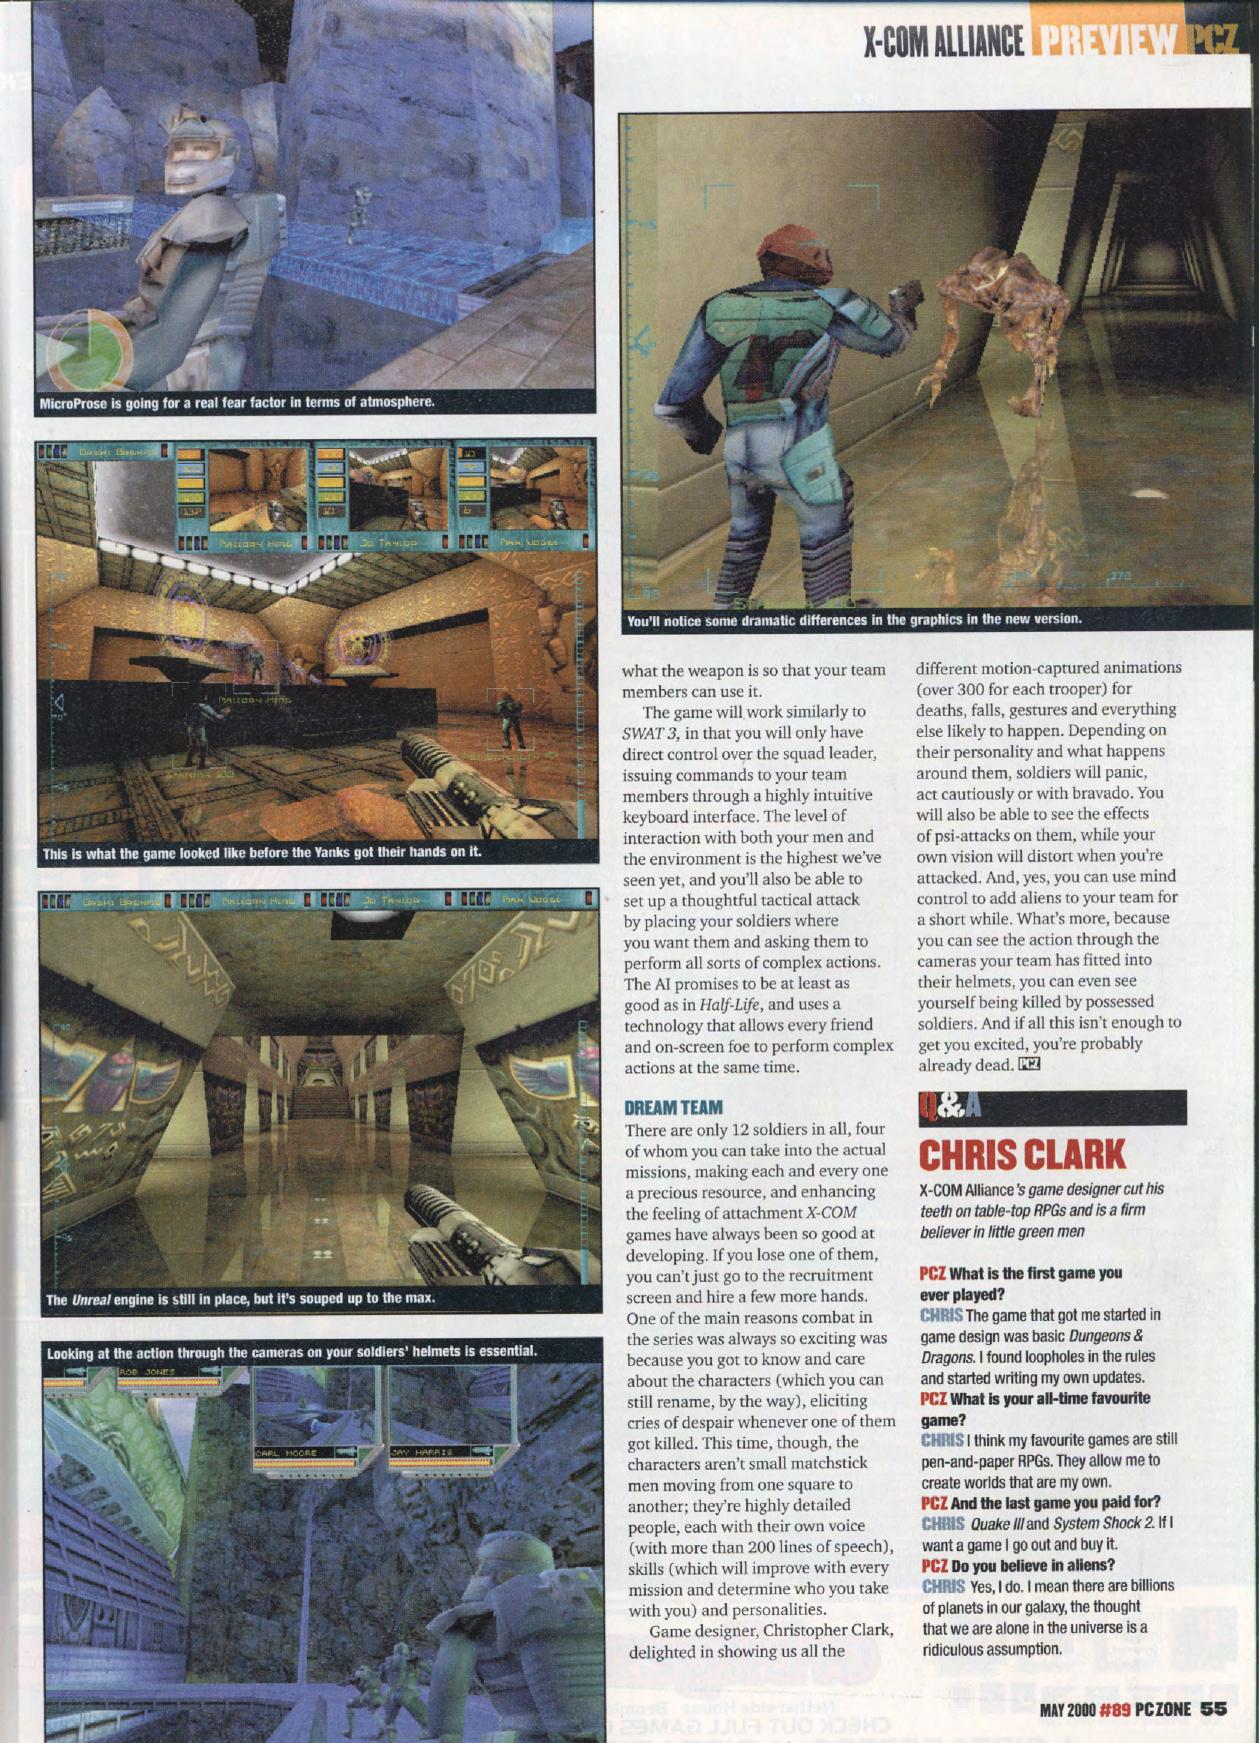 X-COM ALLIANCE PREVIEW PCZ
MicroProse is going for a real fear factor in terms of atmosphere.
MALLORY KING
JO TAYLOR
MAX VOGEL
MALLORY KING
This is what the game looked like before the Yanks got their hands on it.
MALLORY KING
JO TAYLOR
MAX VOGEL
The Unreal engine is still in place, but it's souped up to the max.
Looking at the action through the cameras on your soldiers' helmets is essential.
ROB JONES
CARL MOORE
JAY HARRIS
270
You'll notice some dramatic differences in the graphics in the new version.
what the weapon is so that your team
members can use it.
The game will work similarly to
SWAT 3, in that you will only have
direct control over the squad leader,
issuing commands to your team
members through a highly intuitive
keyboard interface. The level of
interaction with both your men and
the environment is the highest we've
seen yet, and you'll also be able to
set up a thoughtful tactical attack
by placing your soldiers where
you want them and asking them to
perform all sorts of complex actions.
The AI promises to be at least as
good as in Half-Life, and uses a
technology that allows every friend
and on-screen foe to perform complex
actions at the same time.
DREAM TEAM
There are only 12 soldiers in all, four
of whom you can take into the actual
missions, making each and every one
a precious resource, and enhancing
the feeling of attachment X-COM
games have always been so good at
developing. If you lose one of them,
you can't just go to the recruitment
screen and hire a few more hands.
One of the main reasons combat in
the series was always so exciting was
because you got to know and care
about the characters (which you can
still rename, by the way), eliciting
cries of despair whenever one of them
got killed. This time, though, the
characters aren't small matchstick
men moving from one square to
another; they're highly detailed
people, each with their own voice
(with more than 200 lines of speech),
skills (which will improve with every
mission and determine who you take
with you) and personalities.
Game designer, Christopher Clark,
delighted in showing us all the
different motion-captured animations
(over 300 for each trooper) for
deaths, falls, gestures and everything
else likely to happen. Depending on
their personality and what happens
around them, soldiers will panic,
act cautiously or with bravado. You
will also be able to see the effects
of psi-attacks on them, while your
own vision will distort when you're
attacked. And, yes, you can use mind
control to add aliens to your team for
a short while. What's more, because
you can see the action through the
cameras your team has fitted into
their helmets, you can even see
yourself being killed by possessed
soldiers. And if all this isn't enough to
get you excited, you're probably
already dead. PCZ
Q&A
CHRIS CLARK
X-COM Alliance's game designer cut his
teeth on table-top RPGs and is a firm
believer in little green men
PCZ What is the first game you
ever played?
CHRIS The game that got me started in
game design was basic Dungeons &
Dragons. I found loopholes in the rules
and started writing my own updates.
PCZ What is your all-time favourite
game?
CHRIS I think my favourite games are still
pen-and-paper RPGs. They allow me to
create worlds that are my own.
PCZ And the last game you paid for?
CHRIS Quake III and System Shock 2. If I
want a game I go out and buy it.
PCZ Do you believe in aliens?
CHRIS Yes, I do. I mean there are billions
of planets in our galaxy, the thought
that we are alone in the universe is a
ridiculous assumption.
MAY 2000 #89 PC ZONE 55